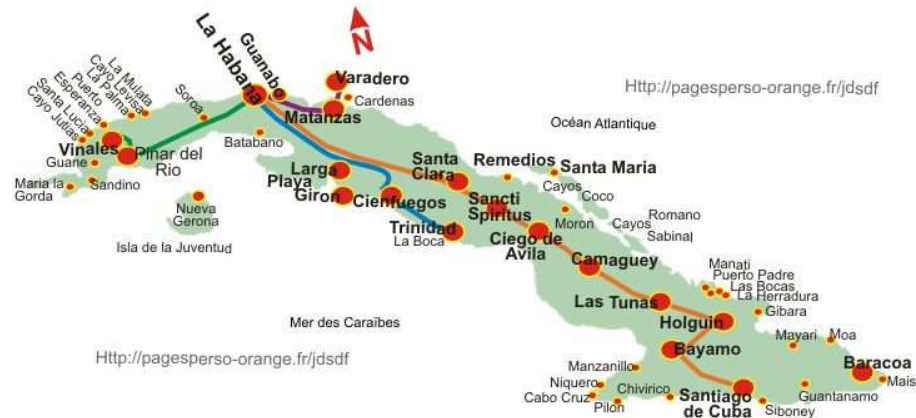 N
La Habana
Guanabo
Varadero
Cardenas
Matanzas
Http://pagesperso-orange.fr/jdsdf
Océan Atlantique
La Mulata
Cayo Levisa
La Palma
Puerto
Esperanza
Santa Lucia
Cayo Jutias
Soroa
Vinales
Pinar del
Rio
Guane
Sandino
Maria la
Gorda
Batabano
Nueva
Gerona
Isla de la Juventud
Larga
Playa
Giron
Cienfuegos
Santa
Clara
Remedios
Santa Maria
Cayos
Coco
Sancti
Spiritus
Moron
Romano
Cayos
Sabinal
Trinidad
La Boca
Ciego de
Avila
Camaguey
Manati
Puerto Padre
Las Bocas
La Herradura
Gibara
Las Tunas
Holguin
Mayari
Moa
Mer des Caraïbes
Http://pagesperso-orange.fr/jdsdf
Bayamo
Baracoa
Maisi
Manzanillo
Niquero
Cabo Cruz
Pilon
Chivirico
Santiago
de Cuba
Siboney
Guantanamo